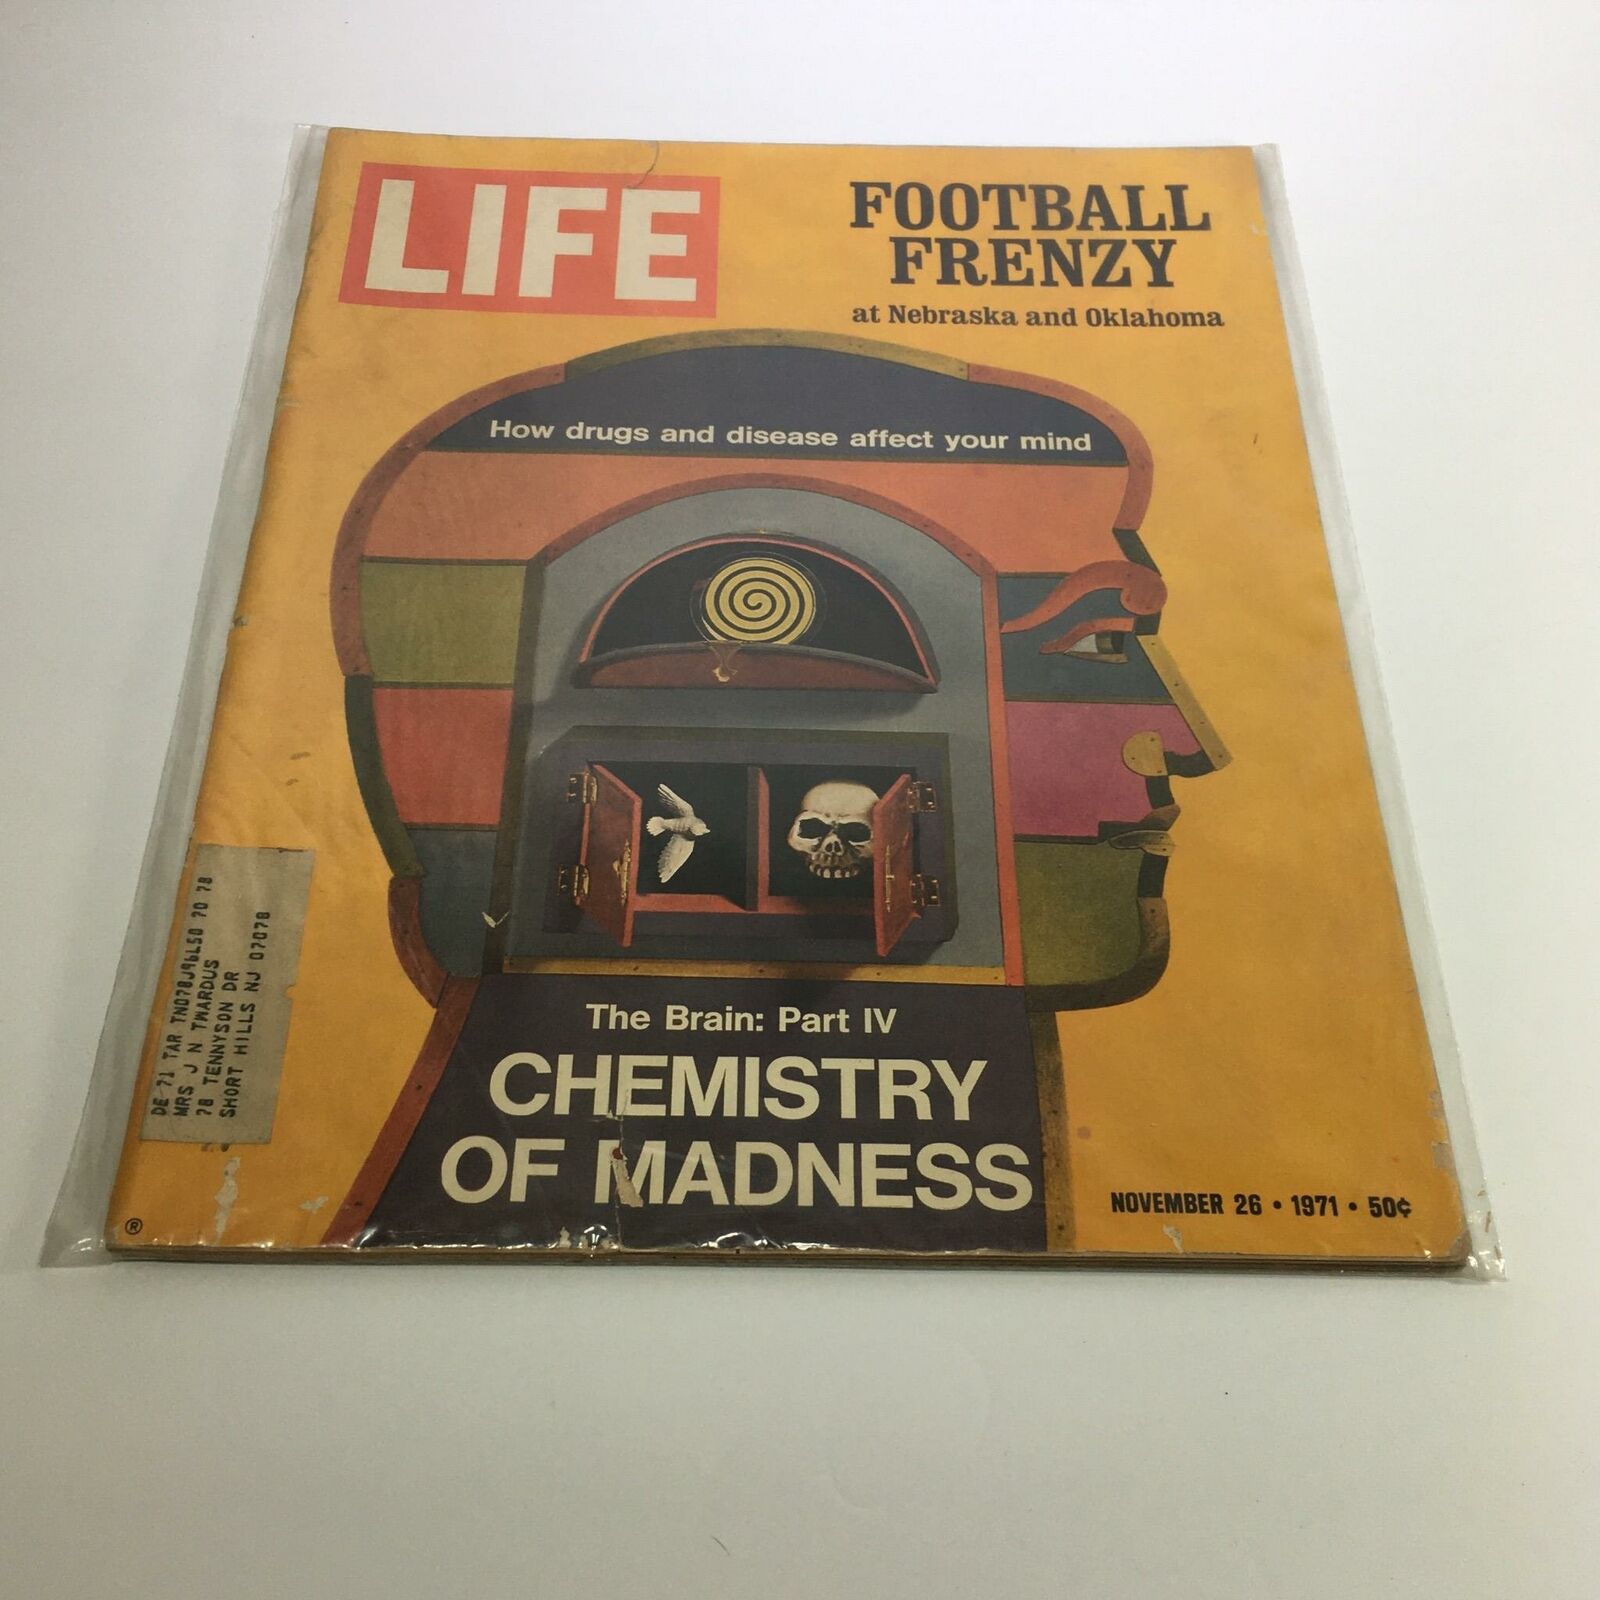 LIFE
FOOTBALL
FRENZY
at Nebraska and Oklahoma
How drugs and disease affect your mind
DE 71 TAR TN078J96L50 70 78
MRS J N TWARDUS
78 TENNYSON DR
SHORT HILLS NJ 07078
The Brain: Part IV
CHEMISTRY
OF MADNESS
NOVEMBER 26 • 1971 • 50¢
®